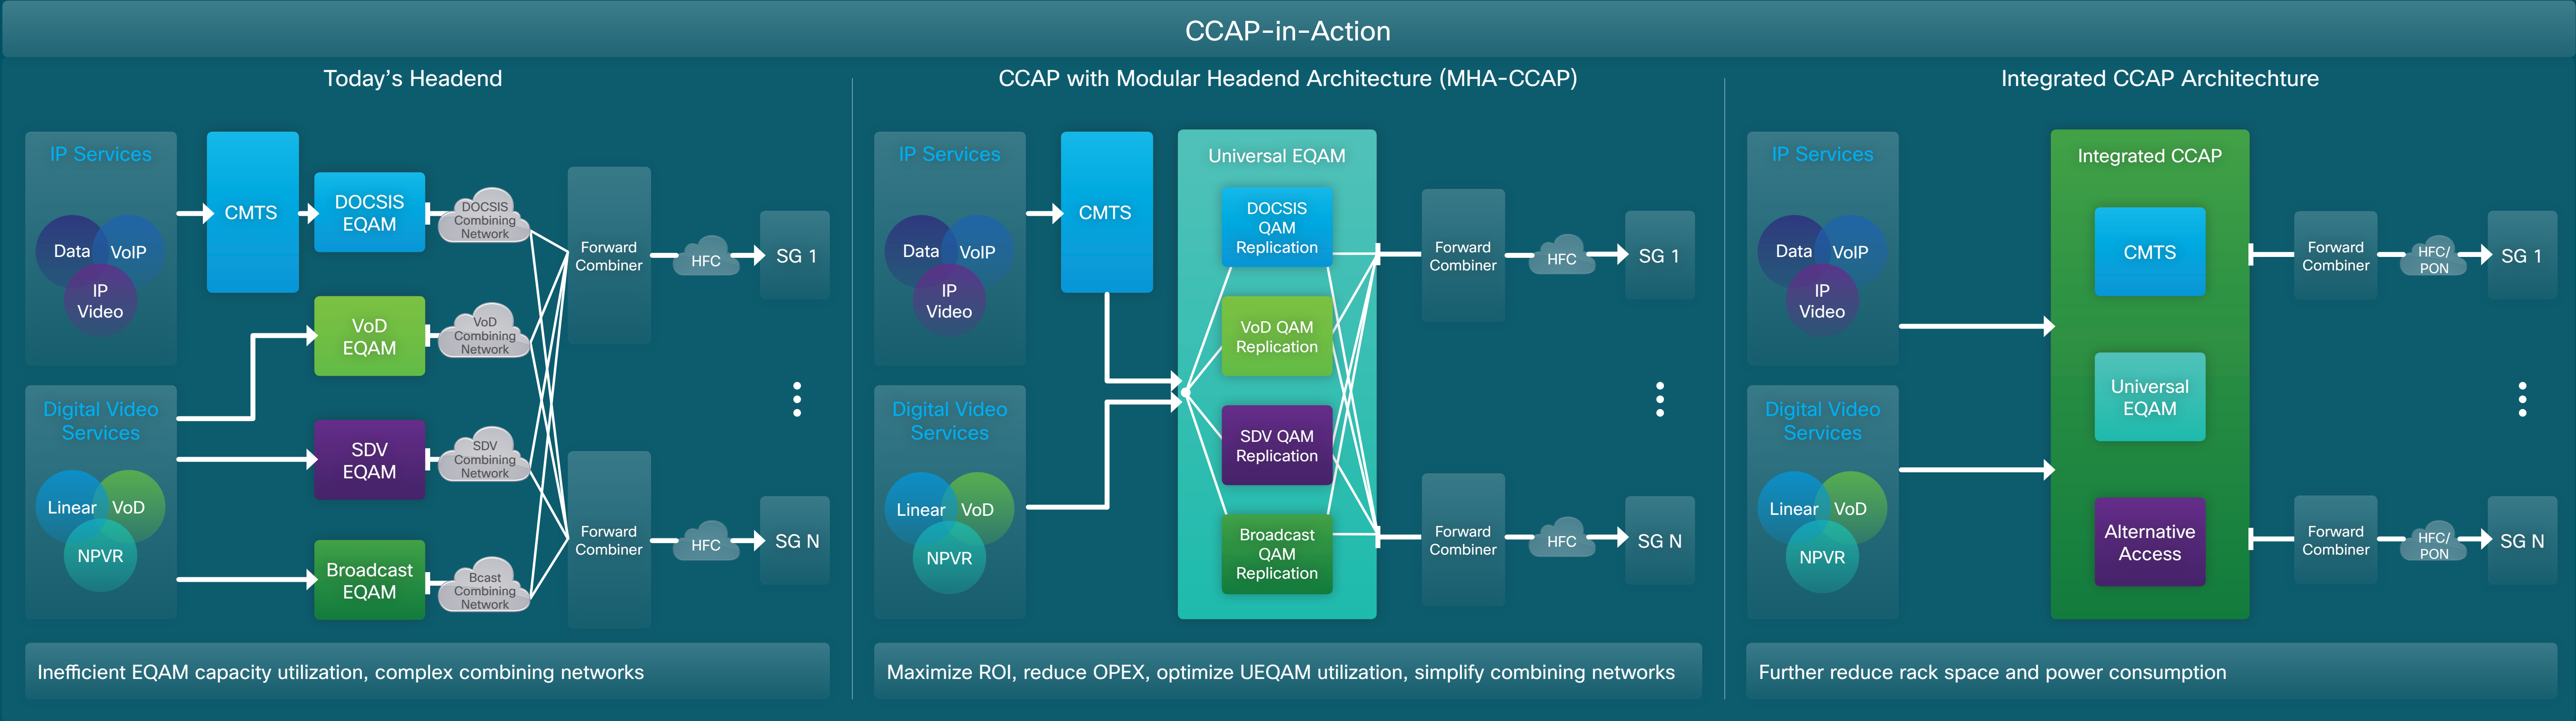 CCAP-in-Action
Today's Headend
IP Services
Data
VoIP
IP
Video
CMTS
DOCSIS
EQAM
DOCSIS
Combining
Network
VoD
EQAM
VoD
Combining
Network
Digital Video
Services
Linear
VoD
NPVR
SDV
EQAM
SDV
Combining
Network
Broadcast
EQAM
Bcast
Combining
Network
Forward
Combiner
HFC
SG 1
Forward
Combiner
HFC
SG N
Inefficient EQAM capacity utilization, complex combining networks
CCAP with Modular Headend Architecture (MHA-CCAP)
IP Services
Data
VoIP
IP
Video
CMTS
Digital Video
Services
Linear
VoD
NPVR
Universal EQAM
DOCSIS
QAM
Replication
VoD QAM
Replication
SDV QAM
Replication
Broadcast
QAM
Replication
Forward
Combiner
HFC
SG 1
Forward
Combiner
HFC
SG N
Maximize ROI, reduce OPEX, optimize UEQAM utilization, simplify combining networks
Integrated CCAP Architechture
IP Services
Data
VoIP
IP
Video
Digital Video
Services
Linear
VoD
NPVR
Integrated CCAP
CMTS
Universal
EQAM
Alternative
Access
Forward
Combiner
HFC/
PON
SG 1
Forward
Combiner
HFC/
PON
SG N
Further reduce rack space and power consumption